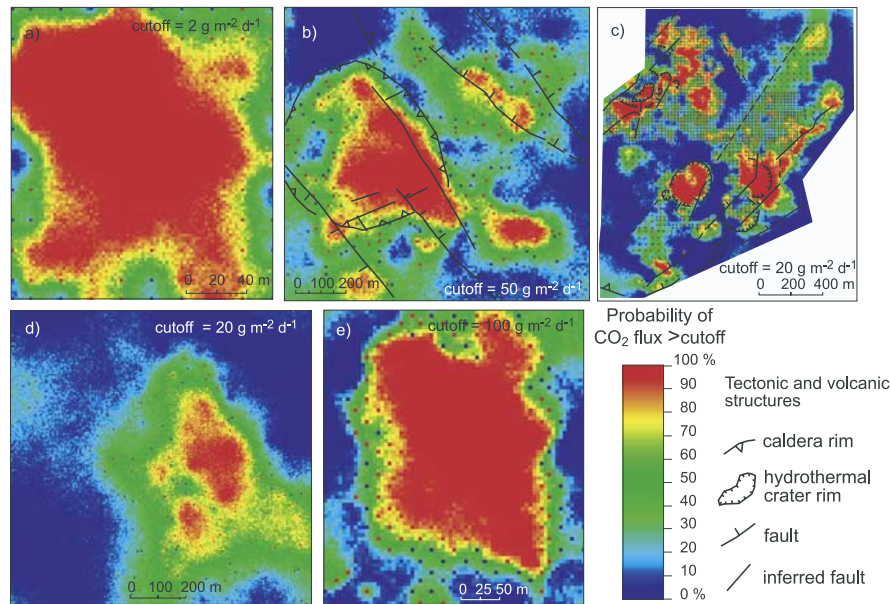 a)
cutoff = 2 g m⁻² d⁻¹
0 20 40 m
b)
0 100 200 m
cutoff = 50 g m⁻² d⁻¹
c)
cutoff = 20 g m⁻² d⁻¹
0 200 400 m
d)
cutoff = 20 g m⁻² d⁻¹
0 100 200 m
e)
cutoff = 100 g m⁻² d⁻¹
0 25 50 m
Probability of
CO₂ flux >cutoff
100 %
90
80
70
60
50
40
30
20
10
0 %
Tectonic and volcanic
structures
caldera rim
hydrothermal
crater rim
fault
inferred fault